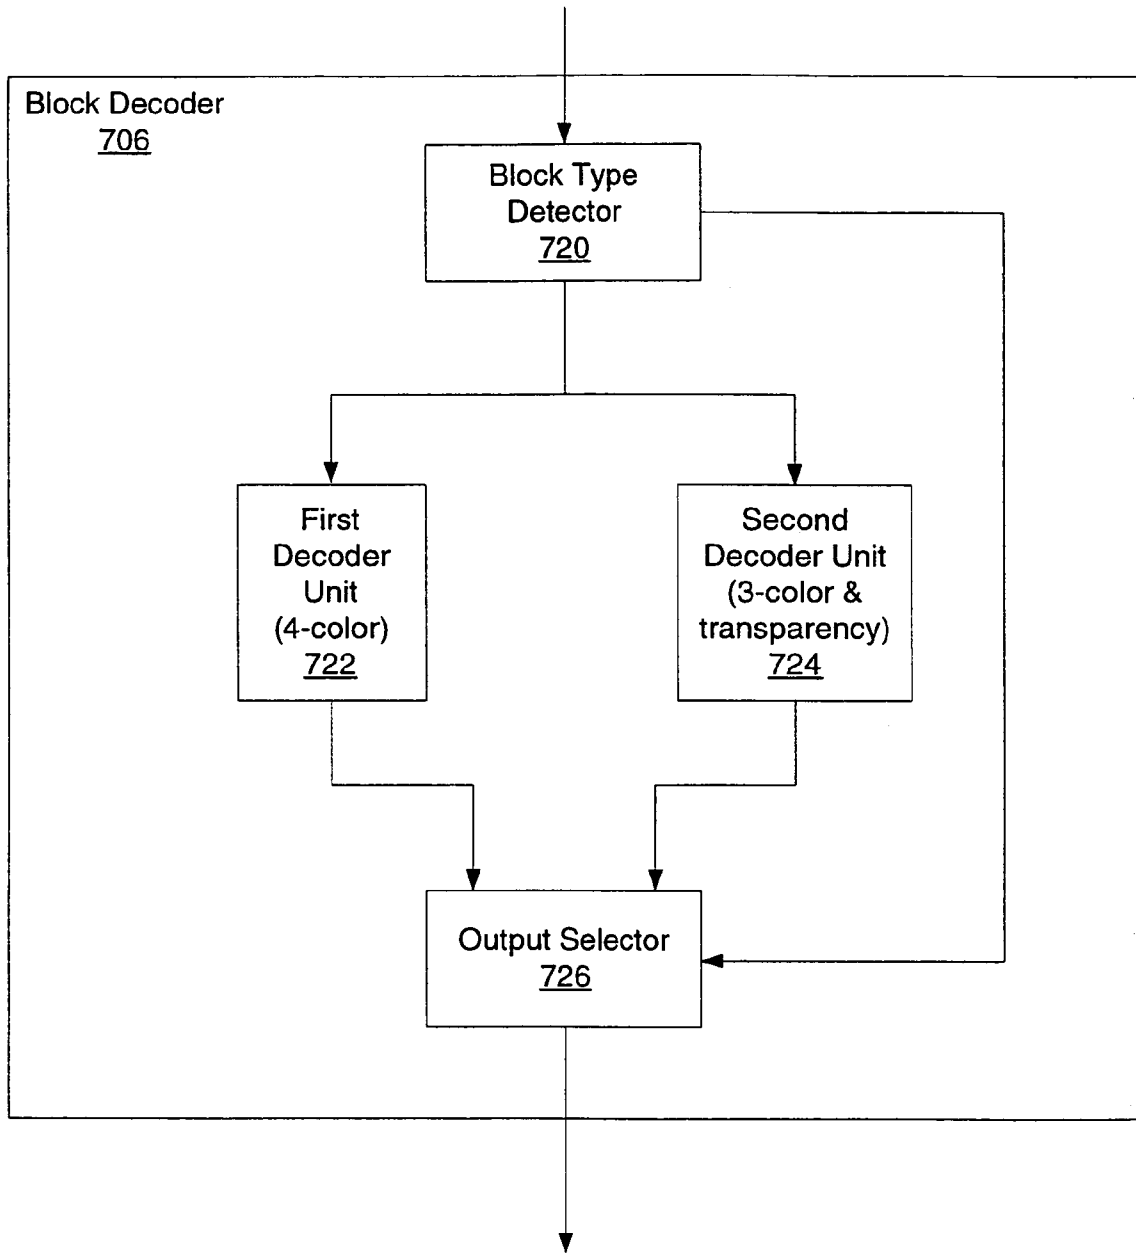 Block Decoder
706
Block Type
Detector
720
First
Decoder
Unit
(4-color)
722
Second
Decoder Unit
(3-color &
transparency)
724
Output Selector
726